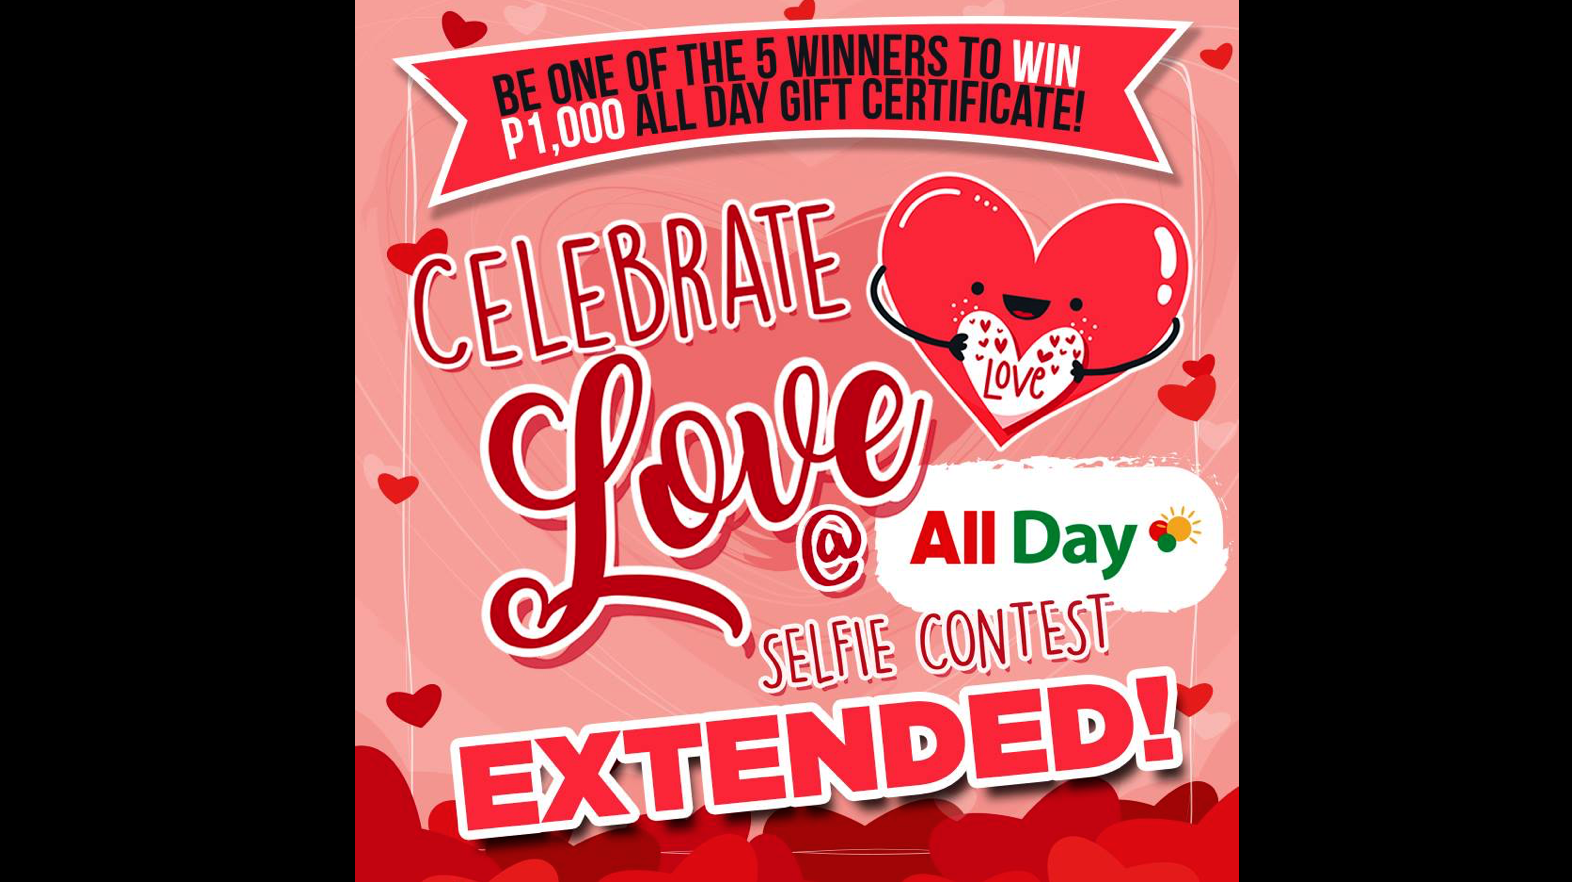 BE ONE OF THE 5 WINNERS TO WIN
P1,000 ALL DAY GIFT CERTIFICATE!
CELEBRATE
Love
LOVE
@
All Day
SELFIE CONTEST
EXTENDED!